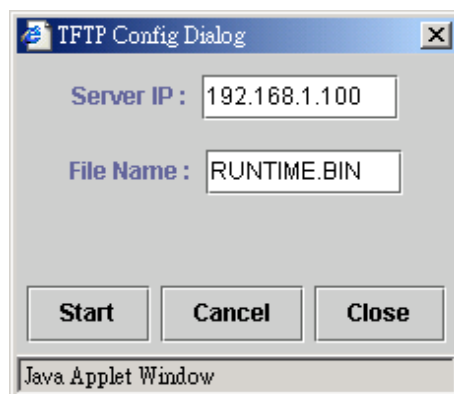 TFTP Config Dialog
Server IP : 192.168.1.100
File Name : RUNTIME.BIN
Start Cancel Close
Java Applet Window